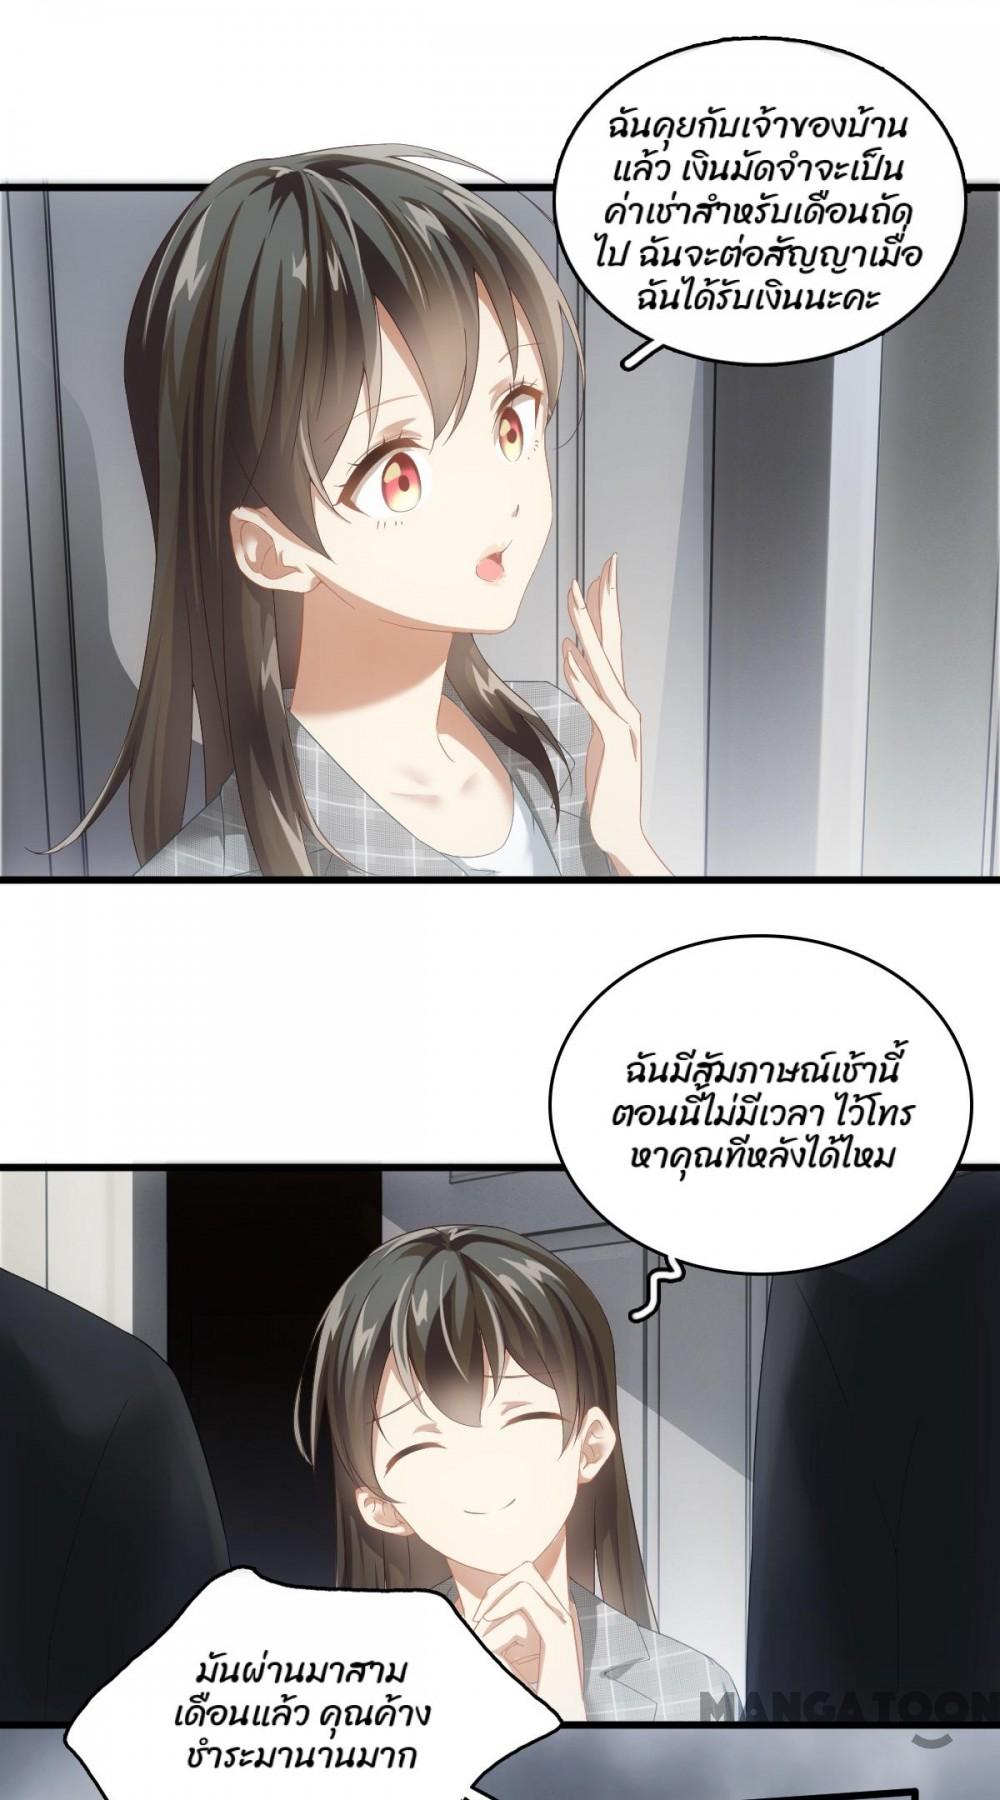 ฉันคุยกับเจ้าของบ้าน
แล้ว เงินมัดจำจะเป็น
ค่าเช่าสำหรับเดือนถัด
ไป ฉันจะต่อสัญญาเมื่อ
ฉันได้รับเงินนะคะ
ฉันมีสัมภาษณ์เช้านี้
ตอนนี้ไม่มีเวลา ไว้โทร
หาคุณทีหลังได้ไหม
มันผ่านมาสาม
เดือนแล้ว คุณค้าง
ชำระมานานมาก
MANGATOON